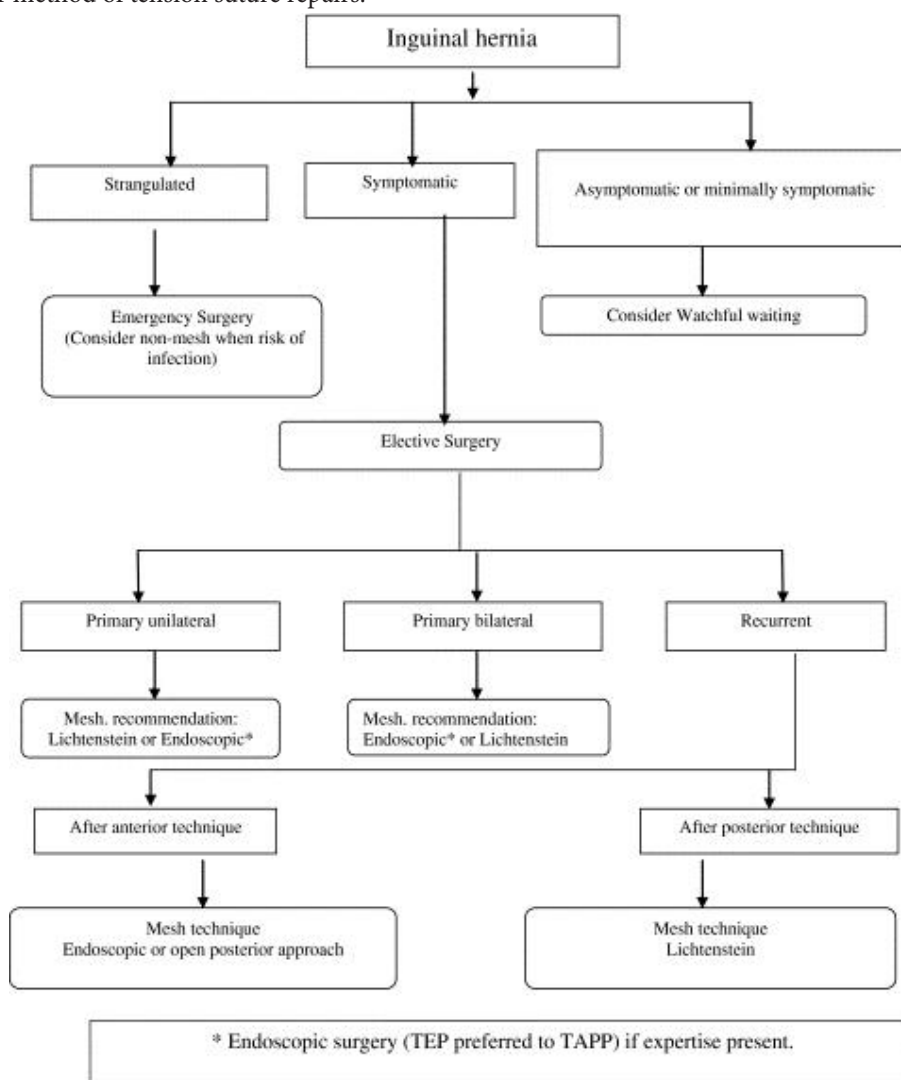 method of tension suture repairs.
Inguinal hernia
Strangulated
Symptomatic
Asymptomatic or minimally symptomatic
Emergency Surgery
(Consider non-mesh when risk of
infection)
Consider Watchful waiting
Elective Surgery
Primary unilateral
Primary bilateral
Recurrent
Mesh. recommendation:
Lichtenstein or Endoscopic*
Mesh. recommendation:
Endoscopic* or Lichtenstein
After anterior technique
After posterior technique
Mesh technique
Endoscopic or open posterior approach
Mesh technique
Lichtenstein
* Endoscopic surgery (TEP preferred to TAPP) if expertise present.